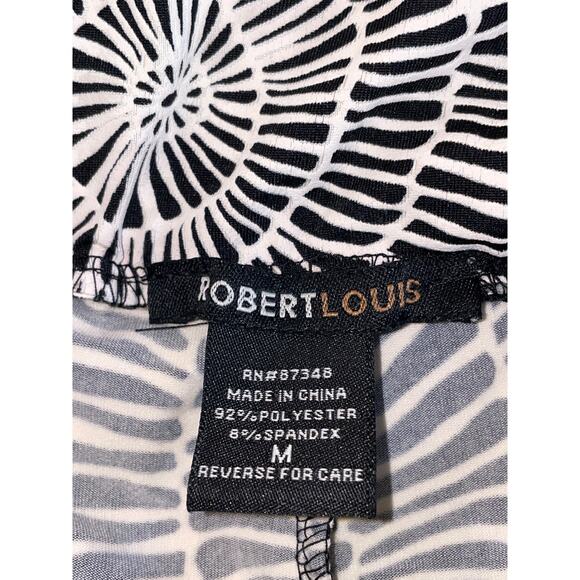 ROBERTLOUIS
RN#87348
MADE IN CHINA
92%POLYESTER
8%SPANDEX
M
REVERSE FOR CARE